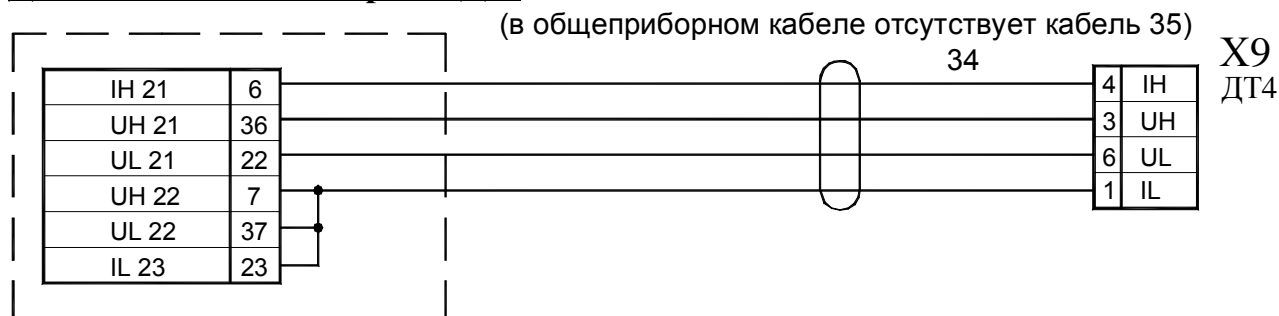 (в общеприборном кабеле отсутствует кабель 35)
34
X9
ДТ4
IH 21 6
UH 21 36
UL 21 22
UH 22 7
UL 22 37
IL 23 23
4 IH
3 UH
6 UL
1 IL